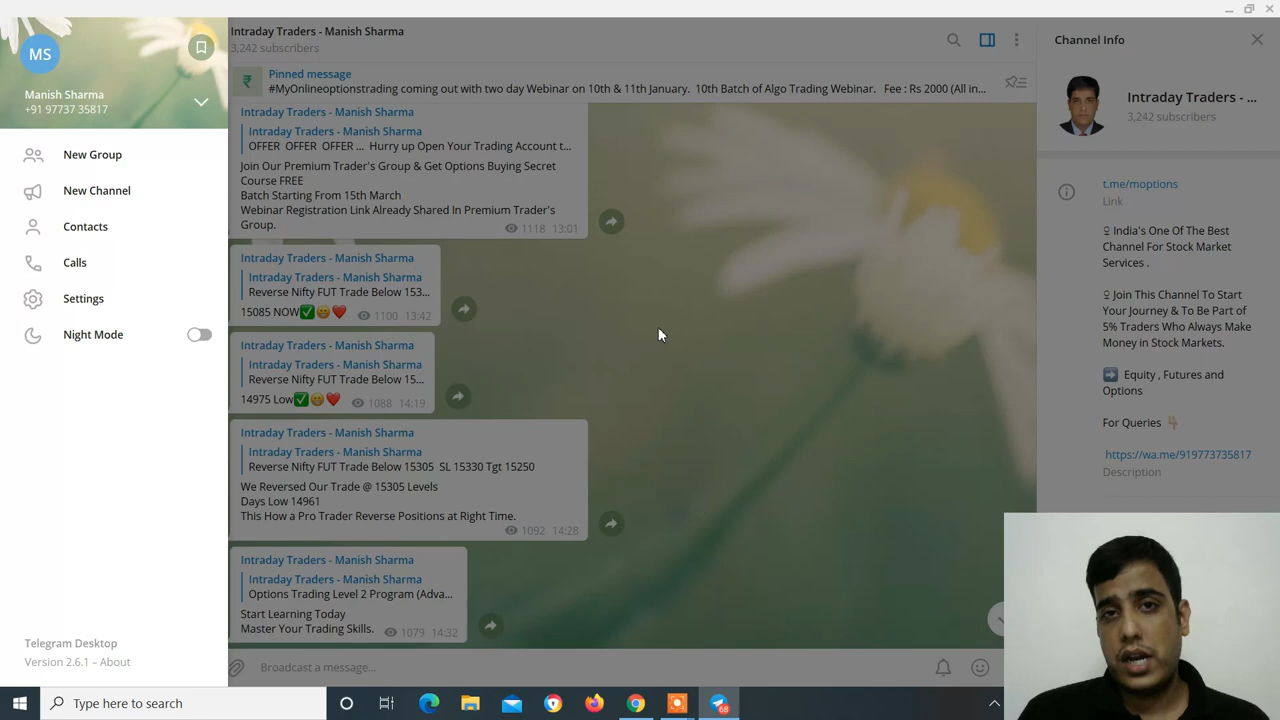 MS
Manish Sharma
+91 97737 35817
New Group
New Channel
Contacts
Calls
Settings
Night Mode
Telegram Desktop
Version 2.6.1 – About
Intraday Traders - Manish Sharma
3,242 subscribers
Pinned message
#MyOnlineoptionstrading coming out with two day Webinar on 10th & 11th January. 10th Batch of Algo Trading Webinar. Fee : Rs 2000 (All in...
Intraday Traders - Manish Sharma
Intraday Traders - Manish Sharma
OFFER OFFER OFFER ... Hurry up Open Your Trading Account t...
Join Our Premium Trader's Group & Get Options Buying Secret
Course FREE
Batch Starting From 15th March
Webinar Registration Link Already Shared In Premium Trader's
Group.
1118 13:01
Intraday Traders - Manish Sharma
Intraday Traders - Manish Sharma
Reverse Nifty FUT Trade Below 153...
15085 NOW✅😁❤️ 1100 13:42
Intraday Traders - Manish Sharma
Intraday Traders - Manish Sharma
Reverse Nifty FUT Trade Below 15...
14975 Low✅😁❤️ 1088 14:19
Intraday Traders - Manish Sharma
Intraday Traders - Manish Sharma
Reverse Nifty FUT Trade Below 15305 SL 15330 Tgt 15250
We Reversed Our Trade @ 15305 Levels
Days Low 14961
This How a Pro Trader Reverse Positions at Right Time.
1092 14:28
Intraday Traders - Manish Sharma
Intraday Traders - Manish Sharma
Options Trading Level 2 Program (Adva...
Start Learning Today
Master Your Trading Skills. 1079 14:32
Broadcast a message...
Channel Info
Intraday Traders - ...
3,242 subscribers
t.me/moptions
Link
India's One Of The Best
Channel For Stock Market
Services .
Join This Channel To Start
Your Journey & To Be Part of
5% Traders Who Always Make
Money in Stock Markets.
➡️ Equity , Futures and
Options
For Queries 👇🏻
https://wa.me/919773735817
Description
Type here to search
68